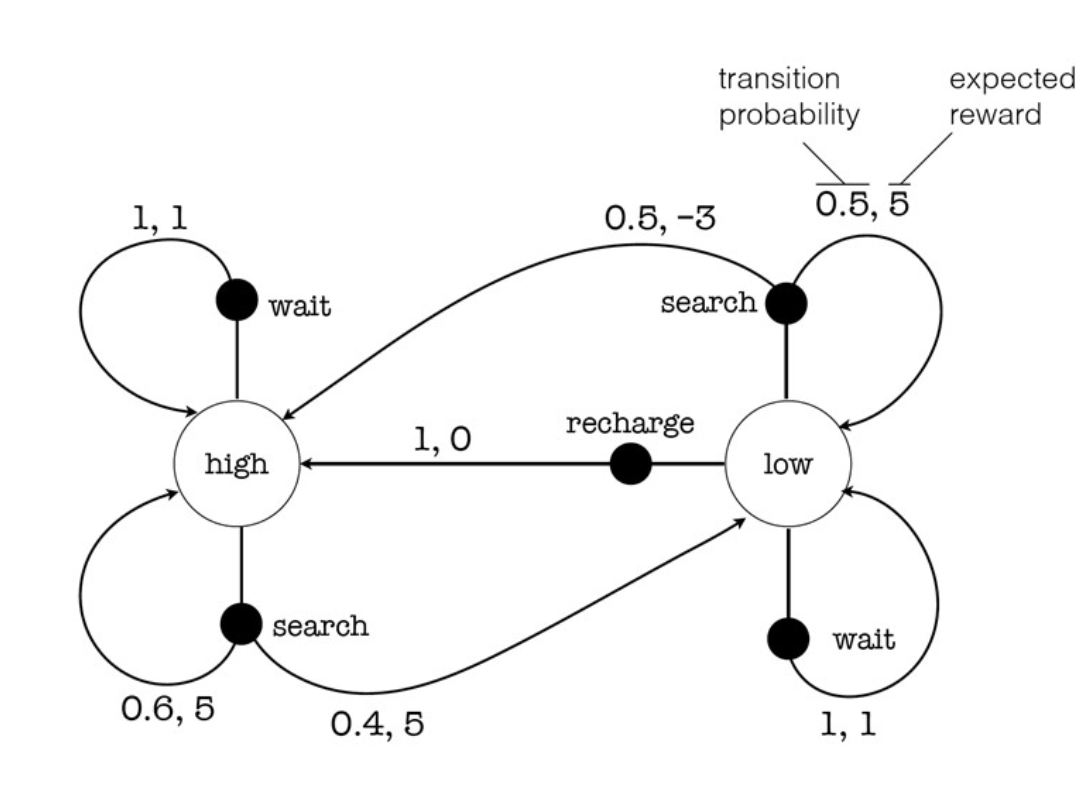 transition
probability
expected
reward
0.5, 5
1, 1
0.5, -3
wait
search
recharge
1, 0
high
low
search
wait
0.6, 5
0.4, 5
1, 1